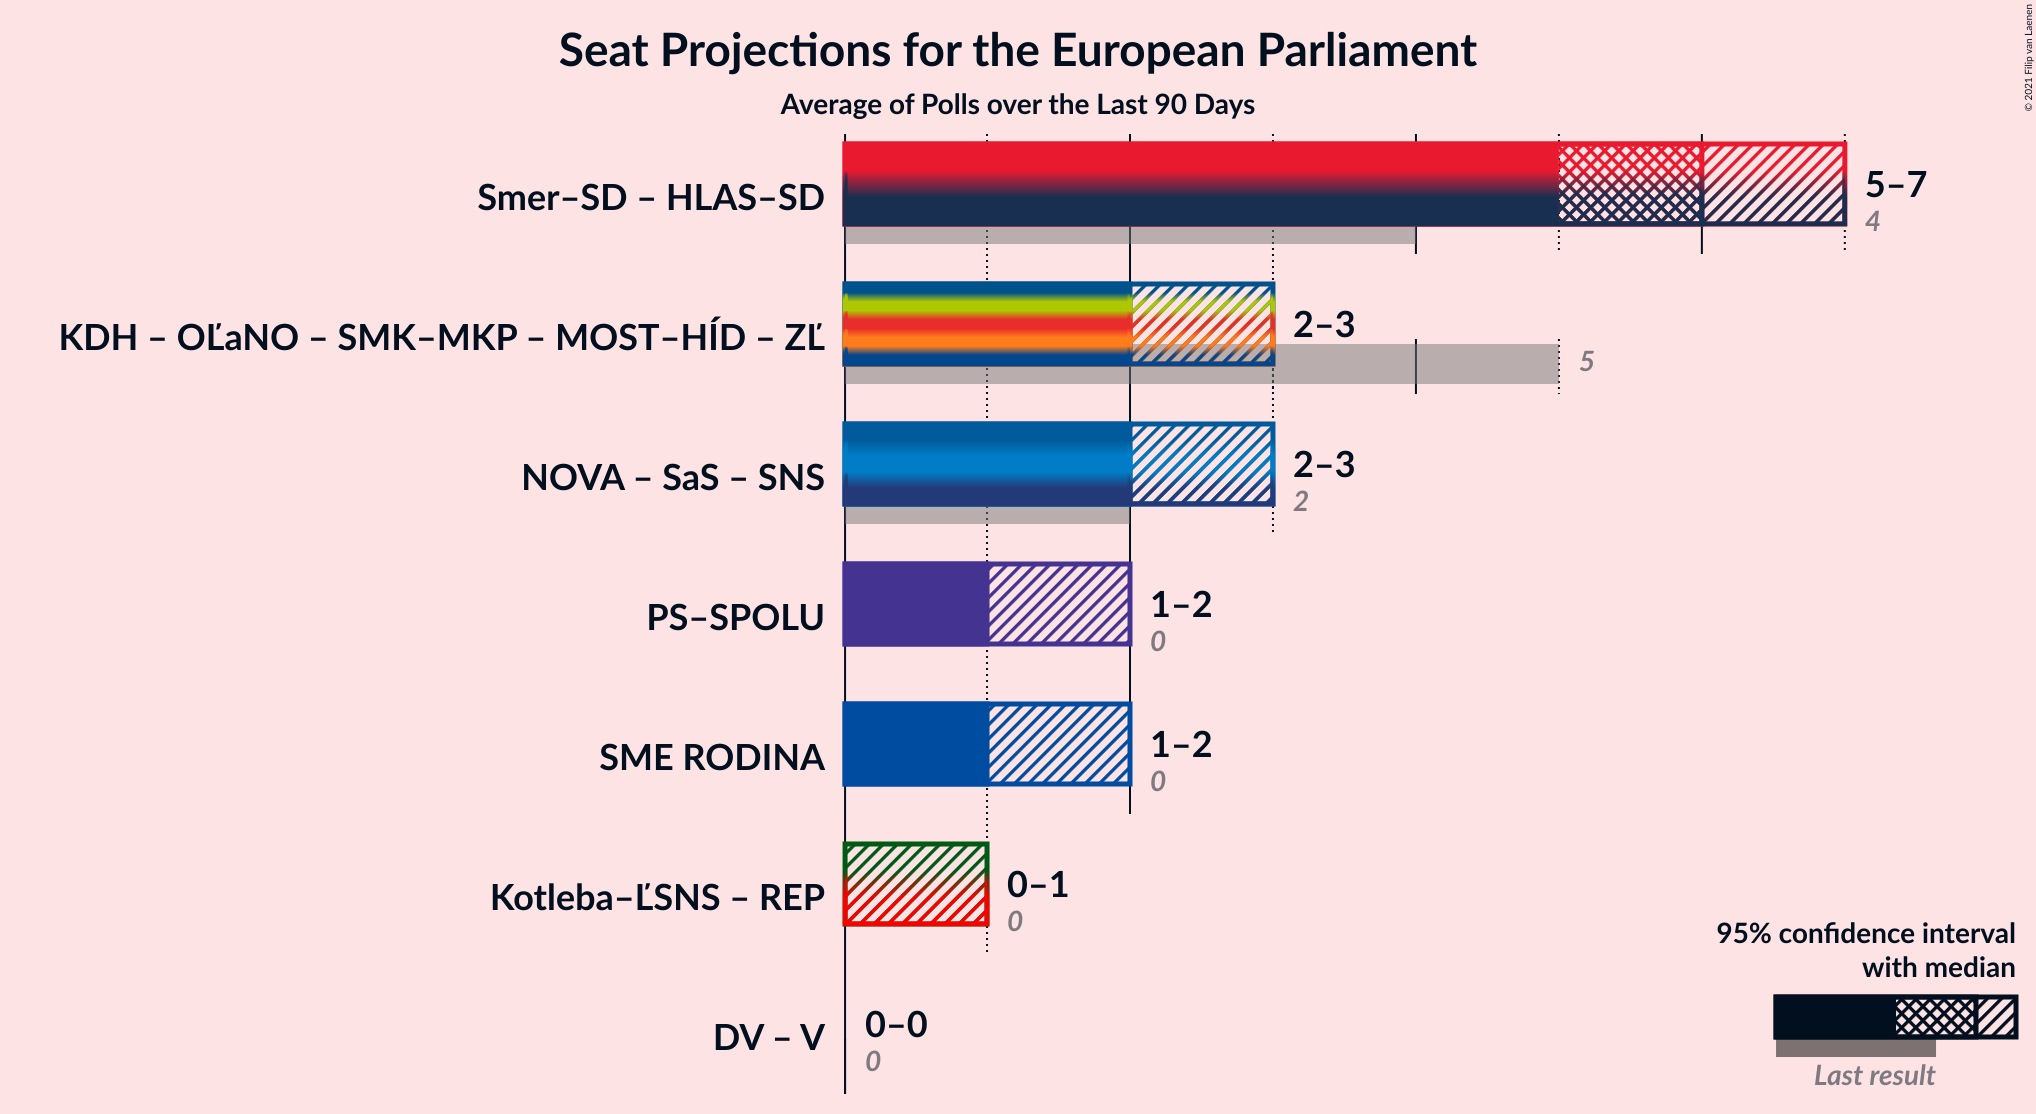 Seat Projections for the European Parliament
Average of Polls over the Last 90 Days
© 2021 Filip van Laenen
Smer–SD – HLAS–SD
5–7
4
KDH – OĽaNO – SMK–MKP – MOST–HÍD – ZĽ
2–3
5
NOVA – SaS – SNS
2–3
2
PS–SPOLU
1–2
0
SME RODINA
1–2
0
Kotleba–ĽSNS – REP
0–1
0
DV – V
0–0
0
95% confidence interval
with median
Last result